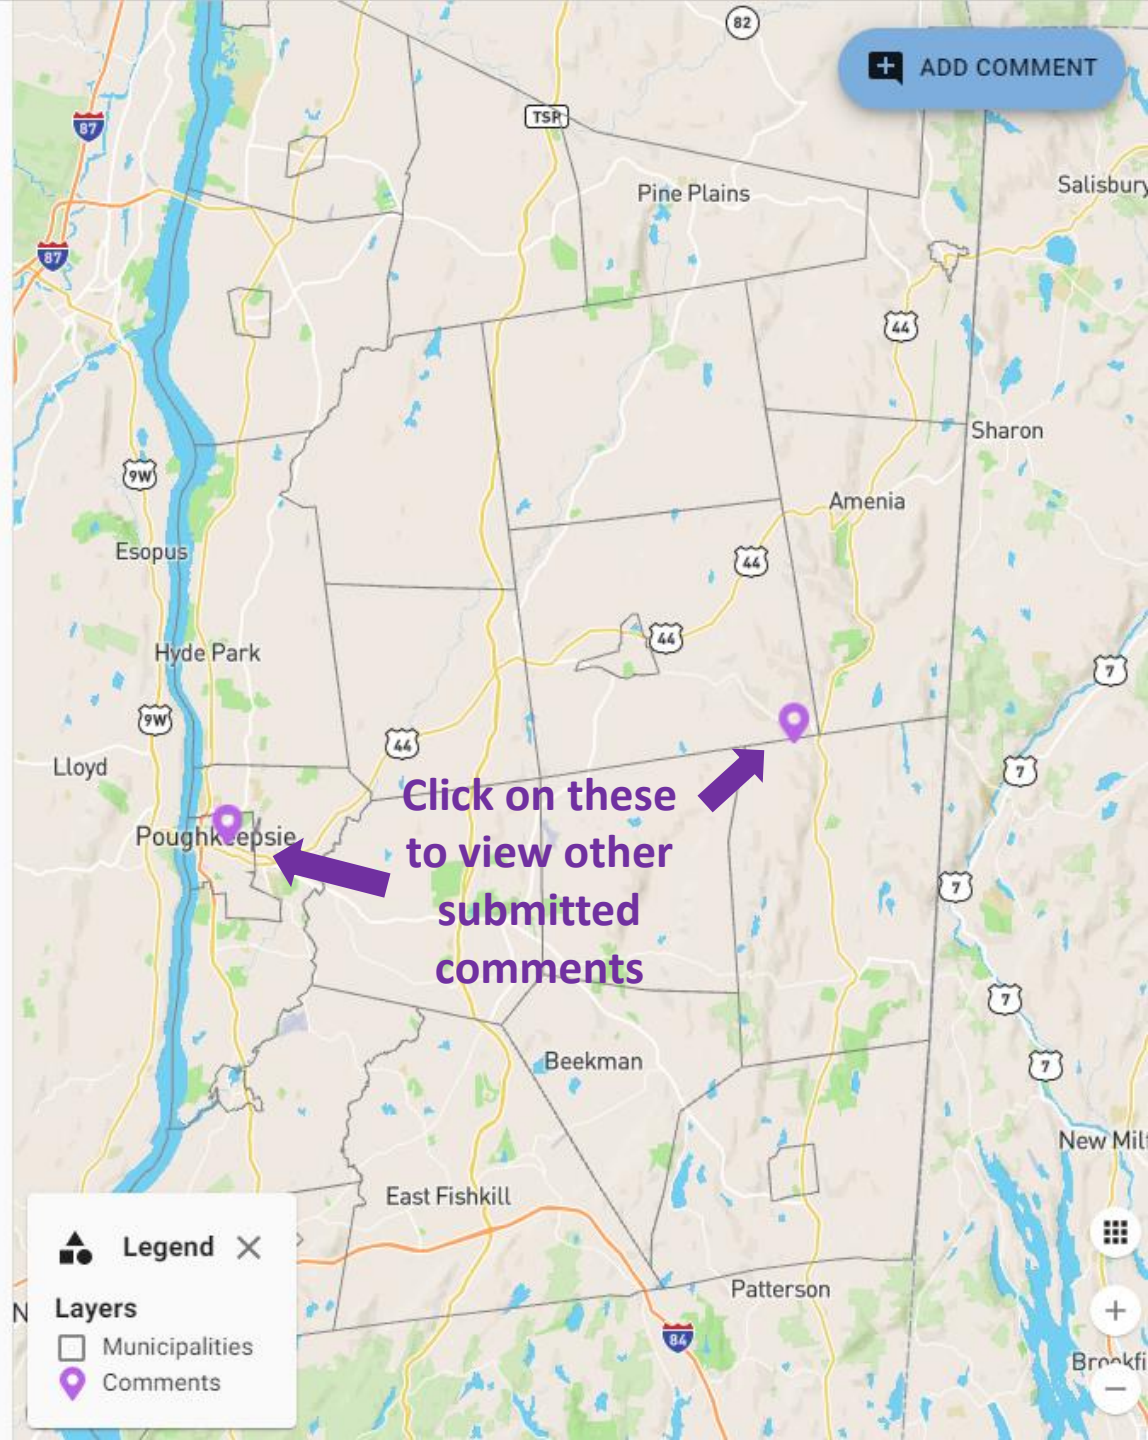 82
ADD COMMENT
87
TSP
Salisbury
Pine Plains
87
44
Sharon
9W
Amenia
Esopus
44
44
Hyde Park
7
9W
44
Lloyd
7
Click on these
to view other
submitted
comments
Poughkeepsie
7
7
Beekman
7
New Mil
East Fishkill
Legend
Patterson
Layers
N
Municipalities
84
Comments
Brookfi